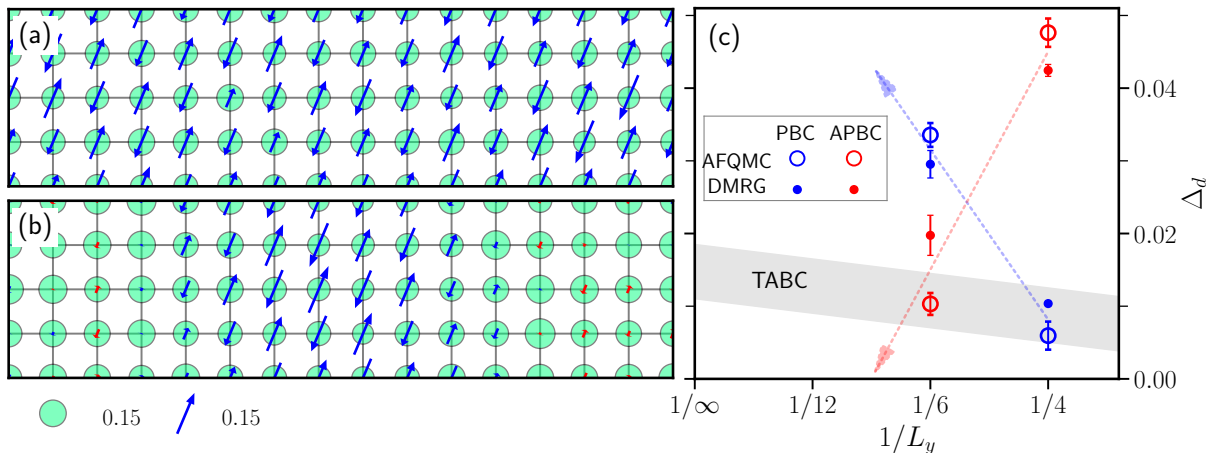 (a)
(b)
0.15 0.15
(c)
PBC APBC
AFQMC
DMRG
TABC
0.04
0.02
0.00
Δ_d
1/∞ 1/12 1/6 1/4
1/L_y